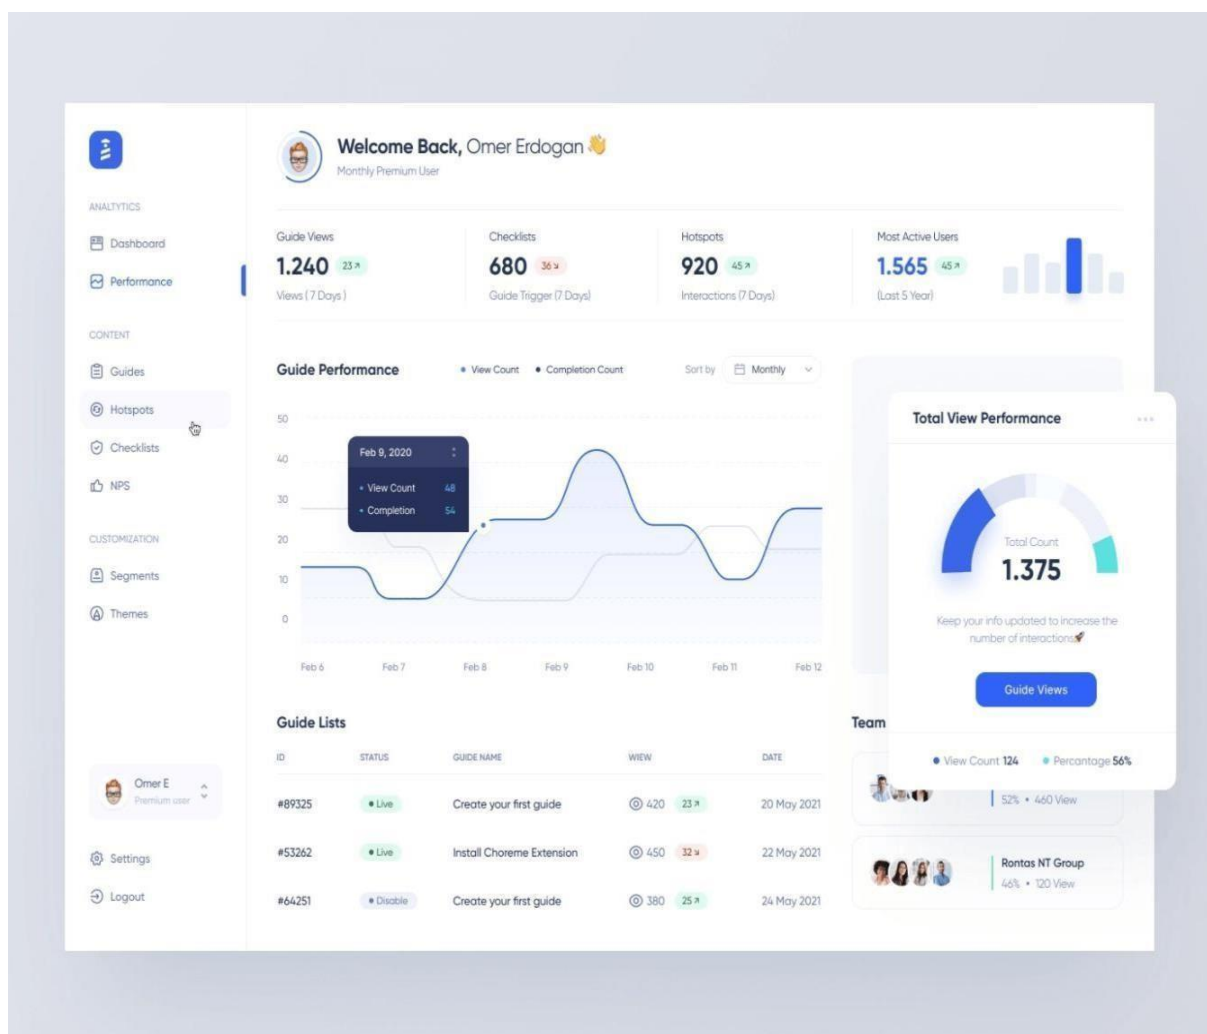 Welcome Back, Omer Erdogan 👋
Monthly Premium User
ANALTYTICS
Dashboard
Performance
CONTENT
Guides
Hotspots
Checklists
NPS
CUSTOMIZATION
Segments
Themes
Omer E
Premium user
Settings
Logout
Guide Views
1.240 23
Views ( 7 Days )
Checklists
680 36
Guide Trigger (7 Days)
Hotspots
920 45
Interactions (7 Days)
Most Active Users
1.565 45
(Last 5 Year)
Guide Performance
View Count Completion Count
Sort by Monthly
50
40
30
20
10
0
Feb 9, 2020
View Count 48
Completion 54
Feb 6 Feb 7 Feb 8 Feb 9 Feb 10 Feb 11 Feb 12
Total View Performance
Total Count
1.375
Keep your info updated to increase the
number of interactions🚀
Guide Views
View Count 124 Percantage 56%
Guide Lists
ID STATUS GUIDE NAME WIEW DATE
#89325 Live Create your first guide 420 23 20 May 2021
#53262 Live Install Choreme Extension 450 32 22 May 2021
#64251 Disable Create your first guide 380 25 24 May 2021
Team
52% • 460 View
Rontas NT Group
46% • 120 View